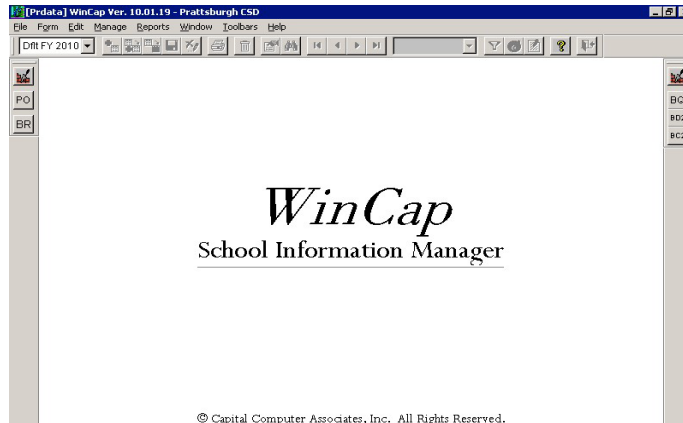 [Prdata] WinCap Ver. 10.01.19 - Prattsburgh CSD
File Form Edit Manage Reports Window Toolbars Help
Dflt FY 2010
PO
BR
WinCap
School Information Manager
© Capital Computer Associates, Inc. All Rights Reserved.